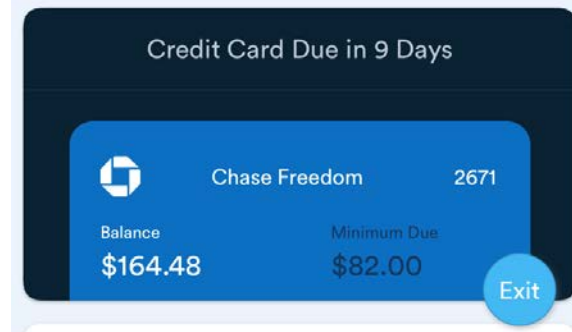 Credit Card Due in 9 Days
Chase Freedom 2671
Balance Minimum Due
$164.48 $82.00
Exit